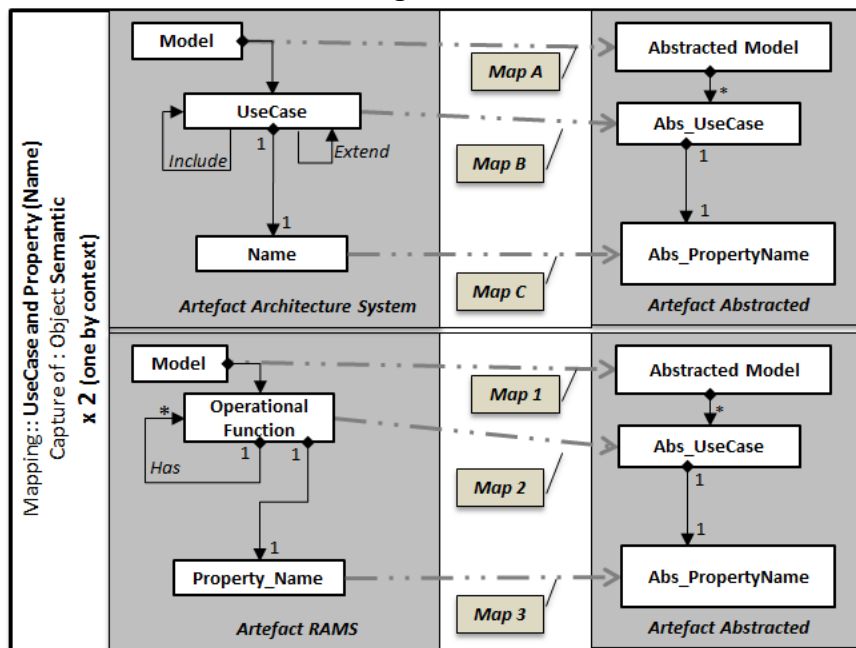 Mapping:: UseCase and Property (Name)
Capture of : Object Semantic
x 2 (one by context)
Model
UseCase
Include
1
Extend
1
Name
Artefact Architecture System
Map A
Map B
Map C
Abstracted Model
*
Abs_UseCase
1
1
Abs_PropertyName
Artefact Abstracted
Model
*
Operational
Function
Has
1
1
1
Property_Name
Artefact RAMS
Map 1
Map 2
Map 3
Abstracted Model
*
Abs_UseCase
1
1
Abs_PropertyName
Artefact Abstracted